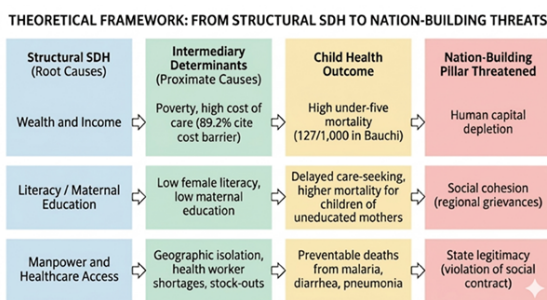 THEORETICAL FRAMEWORK: FROM STRUCTURAL SDH TO NATION-BUILDING THREATS
Structural SDH
(Root Causes)
Intermediary
Determinants
(Proximate Causes)
Child Health
Outcome
Nation-Building
Pillar Threatened
Wealth and Income
Poverty, high cost of
care (89.2% cite
cost barrier)
High under-five
mortality
(127/1,000 in Bauchi)
Human capital
depletion
Literacy / Maternal
Education
Low female literacy,
low maternal
education
Delayed care-seeking,
higher mortality for
children of
uneducated mothers
Social cohesion
(regional grievances)
Manpower and
Healthcare Access
Geographic isolation,
health worker
shortages, stock-outs
Preventable deaths
from malaria,
diarrhea, pneumonia
State legitimacy
(violation of social
contract)